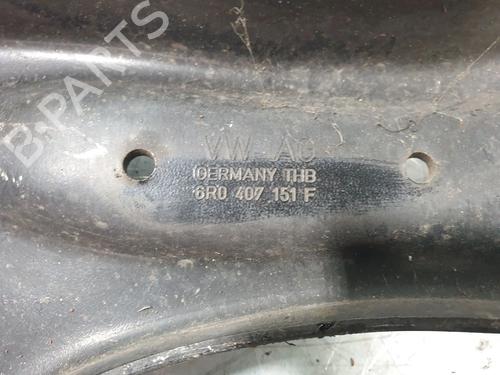 B-PARTS
VW AG
GERMANY THB
6R0 407 151 F